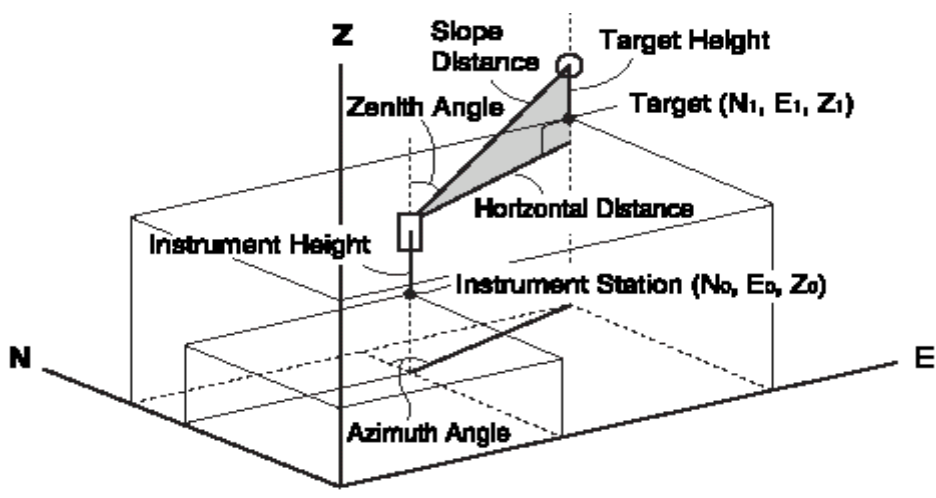 Z
Slope
Distance
Target Height
Zenith Angle
Target (N1, E1, Z1)
Horizontal Distance
Instrument Height
Instrument Station (N0, E0, Z0)
N
E
Azimuth Angle